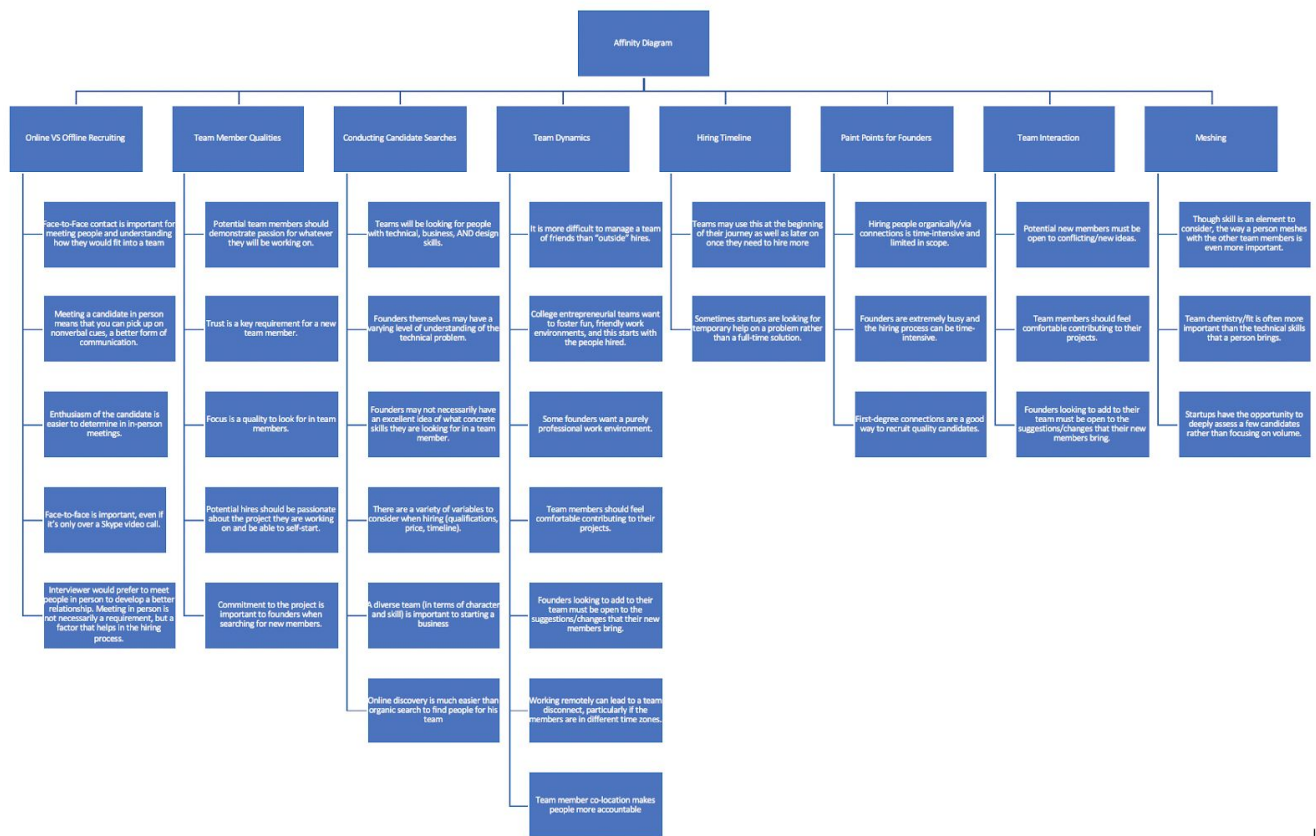 Affinity Diagram
Online VS Offline Recruiting
Team Member Qualities
Conducting Candidate Searches
Team Dynamics
Hiring Timeline
Paint Points for Founders
Team Interaction
Meshing
Face-to-Face contact is important for
meeting people and understanding
how they would fit into a team
Meeting a candidate in person
means that you can pick up on
nonverbal cues, a better form of
communication.
Enthusiasm of the candidate is
easier to determine in in-person
meetings.
Face-to-face is important, even if
it's only over a Skype video call.
Interviewer would prefer to meet
people in person to develop a better
relationship. Meeting in person is
not necessarily a requirement, but a
factor that helps in the hiring
process.
Potential team members should
demonstrate passion for whatever
they will be working on.
Trust is a key requirement for a new
team member.
Focus is a quality to look for in team
members.
Potential hires should be passionate
about the project they are working
on and be able to self-start.
Commitment to the project is
important to founders when
searching for new members.
Teams will be looking for people
with technical, business, AND design
skills.
Founders themselves may have a
varying level of understanding of the
technical problem.
Founders may not necessarily have
an excellent idea of what concrete
skills they are looking for in a team
member.
There are a variety of variables to
consider when hiring (qualifications,
price, timeline).
A diverse team (in terms of character
and skill) is important to starting a
business
Online discovery is much easier than
organic search to find people for his
team
It is more difficult to manage a team
of friends than "outside" hires.
College entrepreneurial teams want
to foster fun, friendly work
environments, and this starts with
the people hired.
Some founders want a purely
professional work environment.
Team members should feel
comfortable contributing to their
projects.
Founders looking to add to their
team must be open to the
suggestions/changes that their new
members bring.
Working remotely can lead to a team
disconnect, particularly if the
members are in different time zones.
Team member co-location makes
people more accountable
Teams may use this at the beginning
of their journey as well as later on
once they need to hire more
Sometimes startups are looking for
temporary help on a problem rather
than a full-time solution.
Hiring people organically/via
connections is time-intensive and
limited in scope.
Founders are extremely busy and
the hiring process can be time-
intensive.
First-degree connections are a good
way to recruit quality candidates.
Potential new members must be
open to conflicting/new ideas.
Team members should feel
comfortable contributing to their
projects.
Founders looking to add to their
team must be open to the
suggestions/changes that their new
members bring.
Though skill is an element to
consider, the way a person meshes
with the other team members is
even more important.
Team chemistry/fit is often more
important than the technical skills
that a person brings.
Startups have the opportunity to
deeply assess a few candidates
rather than focusing on volume.